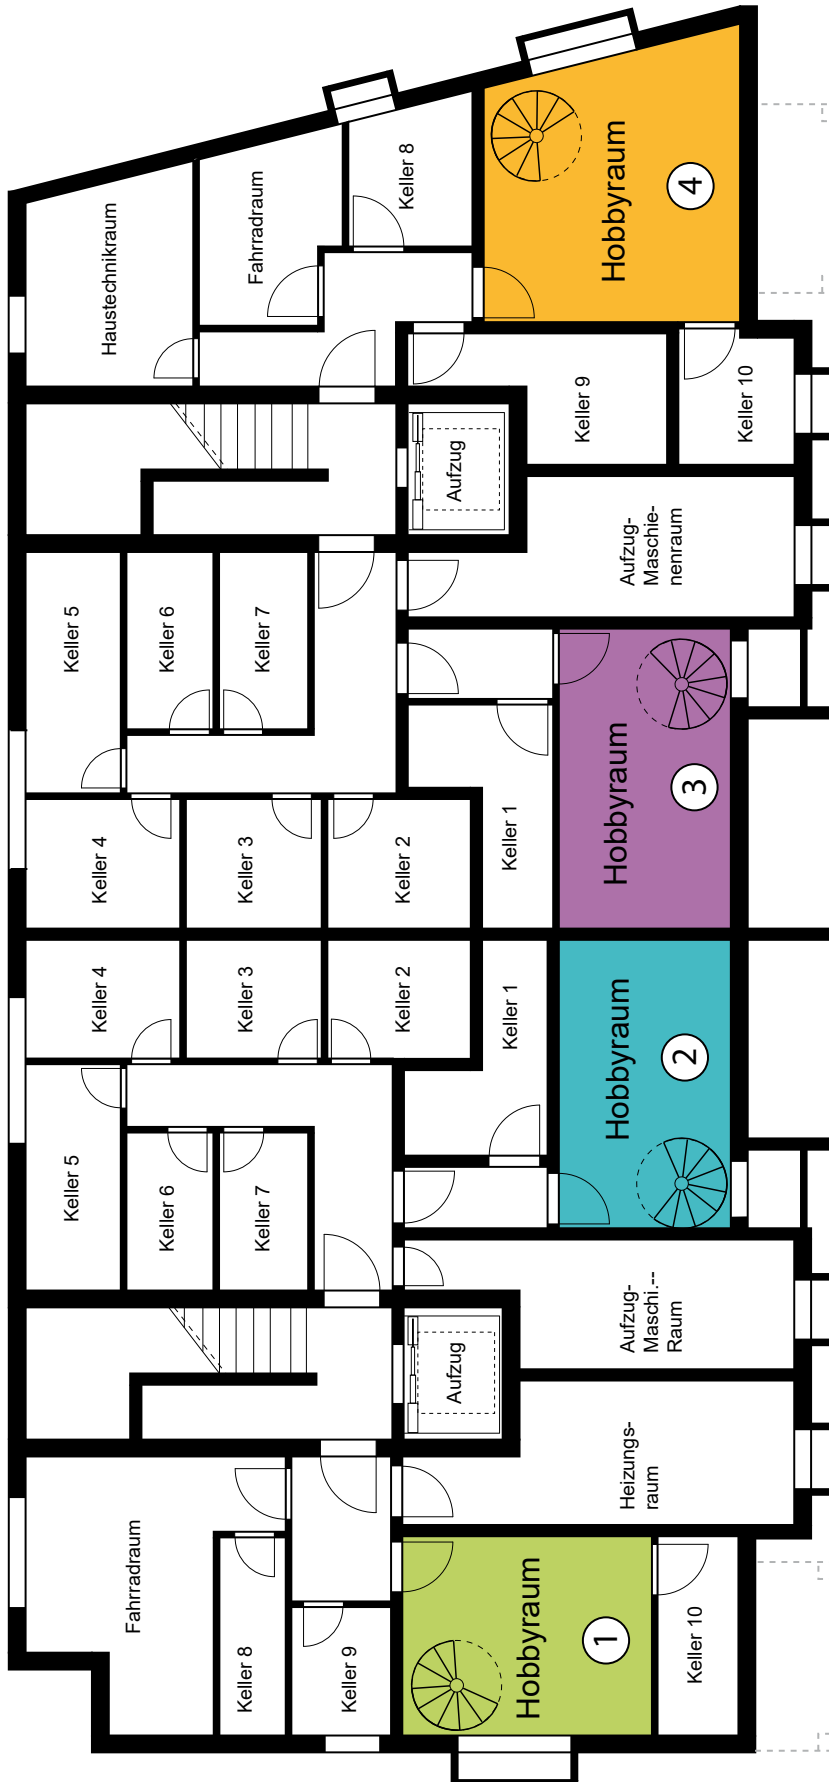 Haustechnikraum
Fahrradraum
Keller 8
Hobbyraum
4
Keller 9
Keller 10
Aufzug
Aufzug-
Maschie-
nenraum
Keller 5
Keller 6
Keller 7
Keller 4
Keller 3
Keller 2
Keller 1
Hobbyraum
3
Keller 4
Keller 3
Keller 2
Keller 1
Hobbyraum
2
Keller 5
Keller 6
Keller 7
Aufzug-
Maschi.--
Raum
Aufzug
Heizungs-
raum
Fahrradraum
Keller 8
Keller 9
Hobbyraum
1
Keller 10